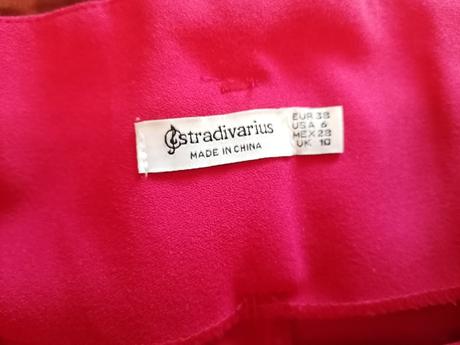 stradivarius
MADE IN CHINA
EUR 38
USA 6
MEX 28
UK 10